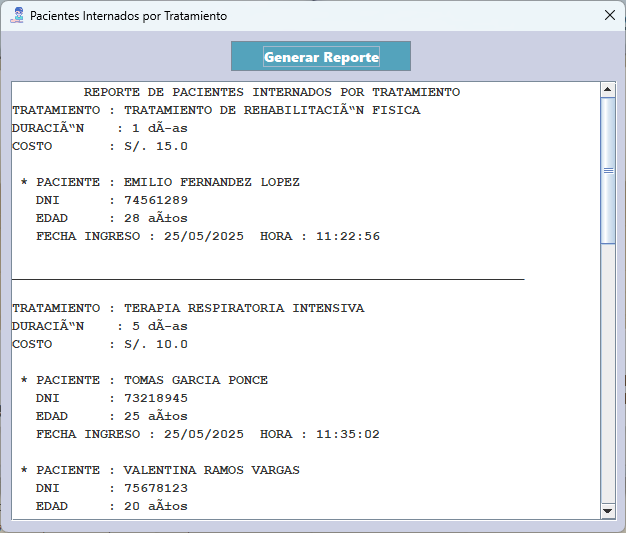 Pacientes Internados por Tratamiento
Generar Reporte
REPORTE DE PACIENTES INTERNADOS POR TRATAMIENTO
TRATAMIENTO : TRATAMIENTO DE REHABILITACIÃ“N FISICA
DURACIÃ“N : 1 dÃ-as
COSTO : S/. 15.0
* PACIENTE : EMILIO FERNANDEZ LOPEZ
DNI : 74561289
EDAD : 28 aÃ±os
FECHA INGRESO : 25/05/2025 HORA : 11:22:56
TRATAMIENTO : TERAPIA RESPIRATORIA INTENSIVA
DURACIÃ“N : 5 dÃ-as
COSTO : S/. 10.0
* PACIENTE : TOMAS GARCIA PONCE
DNI : 73218945
EDAD : 25 aÃ±os
FECHA INGRESO : 25/05/2025 HORA : 11:35:02
* PACIENTE : VALENTINA RAMOS VARGAS
DNI : 75678123
EDAD : 20 aÃ±os